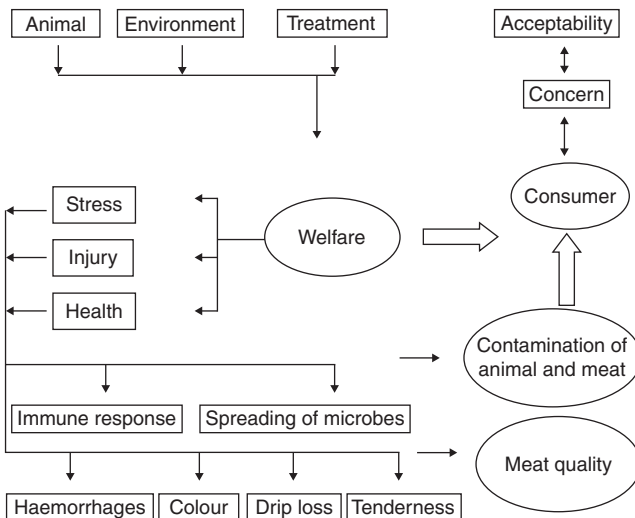 Animal
Environment
Treatment
Acceptability
Concern
Consumer
Stress
Welfare
Injury
Health
Contamination of
animal and meat
Immune response
Spreading of microbes
Meat quality
Haemorrhages
Colour
Drip loss
Tenderness